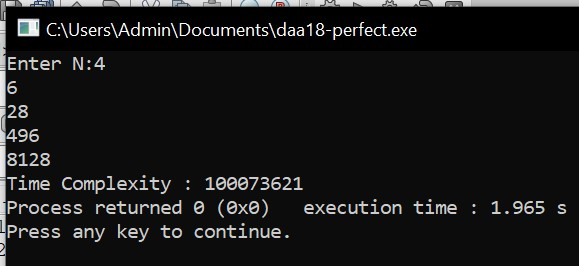 C:\Users\Admin\Documents\daa18-perfect.exe
Enter N:4
6
28
496
8128
Time Complexity : 100073621
Process returned 0 (0x0)   execution time : 1.965 s
Press any key to continue.